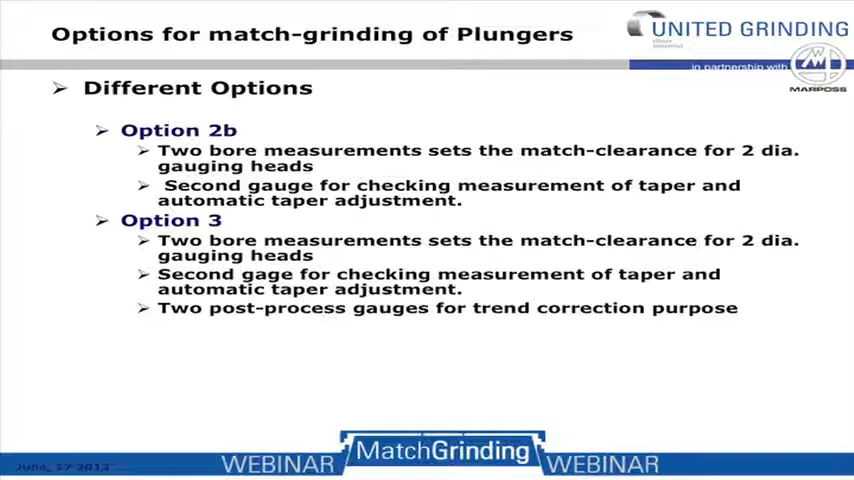 Options for match-grinding of Plungers
UNITED GRINDING
in partnership with
MARPOSS
Different Options
Option 2b
Two bore measurements sets the match-clearance for 2 dia.
gauging heads
Second gauge for checking measurement of taper and
automatic taper adjustment.
Option 3
Two bore measurements sets the match-clearance for 2 dia.
gauging heads
Second gage for checking measurement of taper and
automatic taper adjustment.
Two post-process gauges for trend correction purpose
June, 17 2013
WEBINAR MatchGrinding WEBINAR